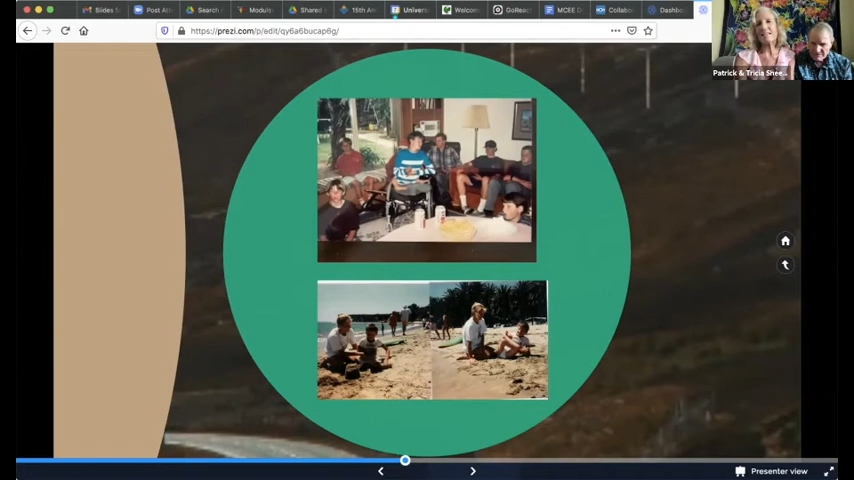 Slides S
Post Att
Search
Module
Shared
15th An
Univers
Welcom
GoReac
MCEE D
Collabo
Dashbo
https://prezi.com/p/edit/qy6a6bucap6g/
Patrick & Tricia Shee...
Presenter view